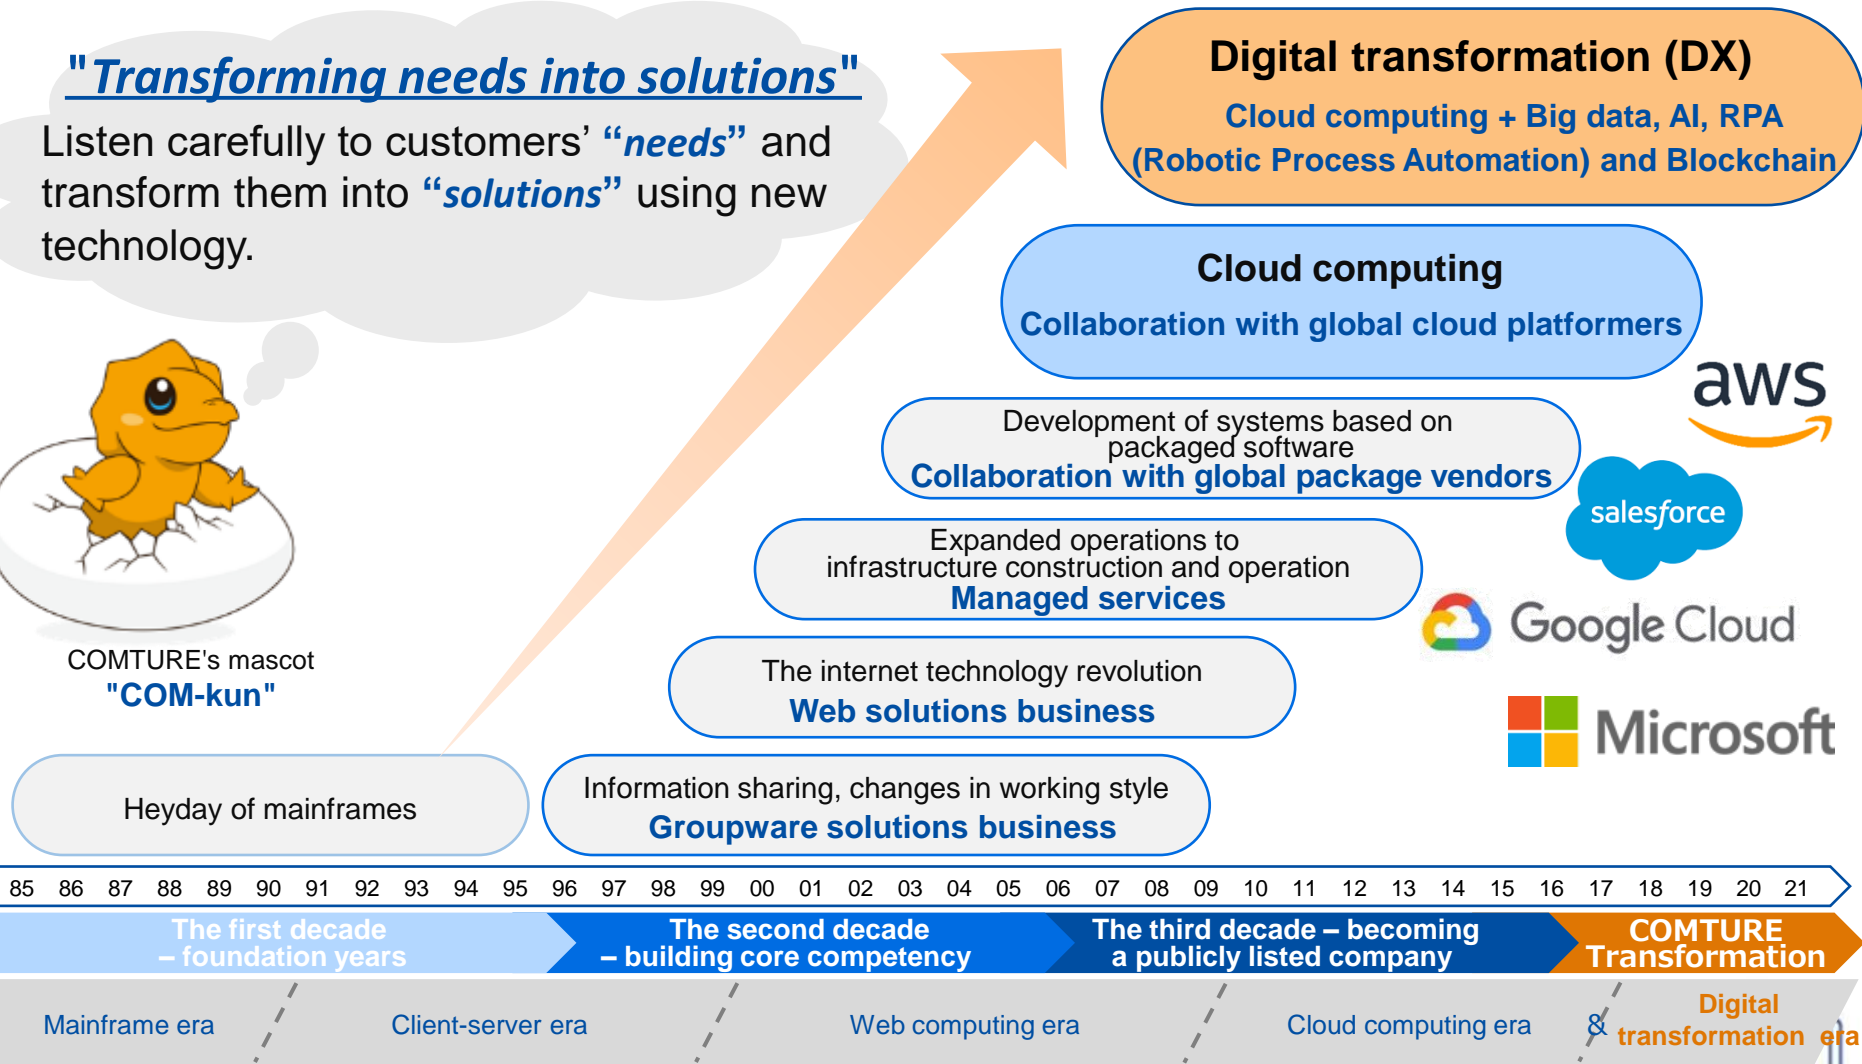 "Transforming needs into solutions"
Listen carefully to customers’ “needs” and
transform them into “solutions” using new
technology.
COMTURE's mascot
"COM-kun"
Digital transformation (DX)
Cloud computing + Big data, AI, RPA
(Robotic Process Automation) and Blockchain
Cloud computing
Collaboration with global cloud platformers
aws
Development of systems based on
packaged software
Collaboration with global package vendors
salesforce
Expanded operations to
infrastructure construction and operation
Managed services
Google Cloud
The internet technology revolution
Web solutions business
Microsoft
Heyday of mainframes
Information sharing, changes in working style
Groupware solutions business
85 86 87 88 89 90 91 92 93 94 95 96 97 98 99 00 01 02 03 04 05 06 07 08 09 10 11 12 13 14 15 16 17 18 19 20 21
The first decade
– foundation years
The second decade
– building core competency
The third decade – becoming
a publicly listed company
COMTURE
Transformation
Mainframe era
Client-server era
Web computing era
Cloud computing era
&
Digital
transformation era